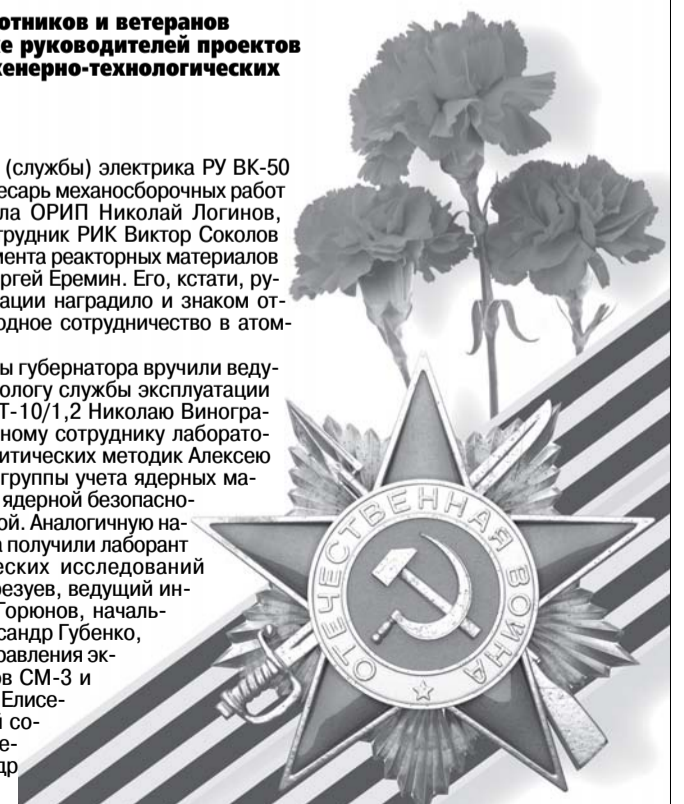 отников и ветеранов
е руководителей проектов
женерно-технологических
(службы) электрика РУ ВК-50
есарь механосборочных работ
ла ОРИП Николай Логинов,
трудник РИК Виктор Соколов
мента реакторных материалов
ргей Еремин. Его, кстати, ру-
ации наградило и знаком от-
одное сотрудничество в атом-
ы губернатора вручили веду-
ологу службы эксплуатации
Т-10/1,2 Николаю Виногра-
ному сотруднику лаборато-
итических методик Алексею
группы учета ядерных ма-
ядерной безопасно-
ой. Аналогичную на-
а получили лаборант
еских исследований
резуев, ведущий ин-
Горюнов, началь-
сандр Губенко,
равления эк-
ов СМ-3 и
Елисе-
й со-
е-
др
ОТЕЧЕСТВЕННАЯ ВОЙНА